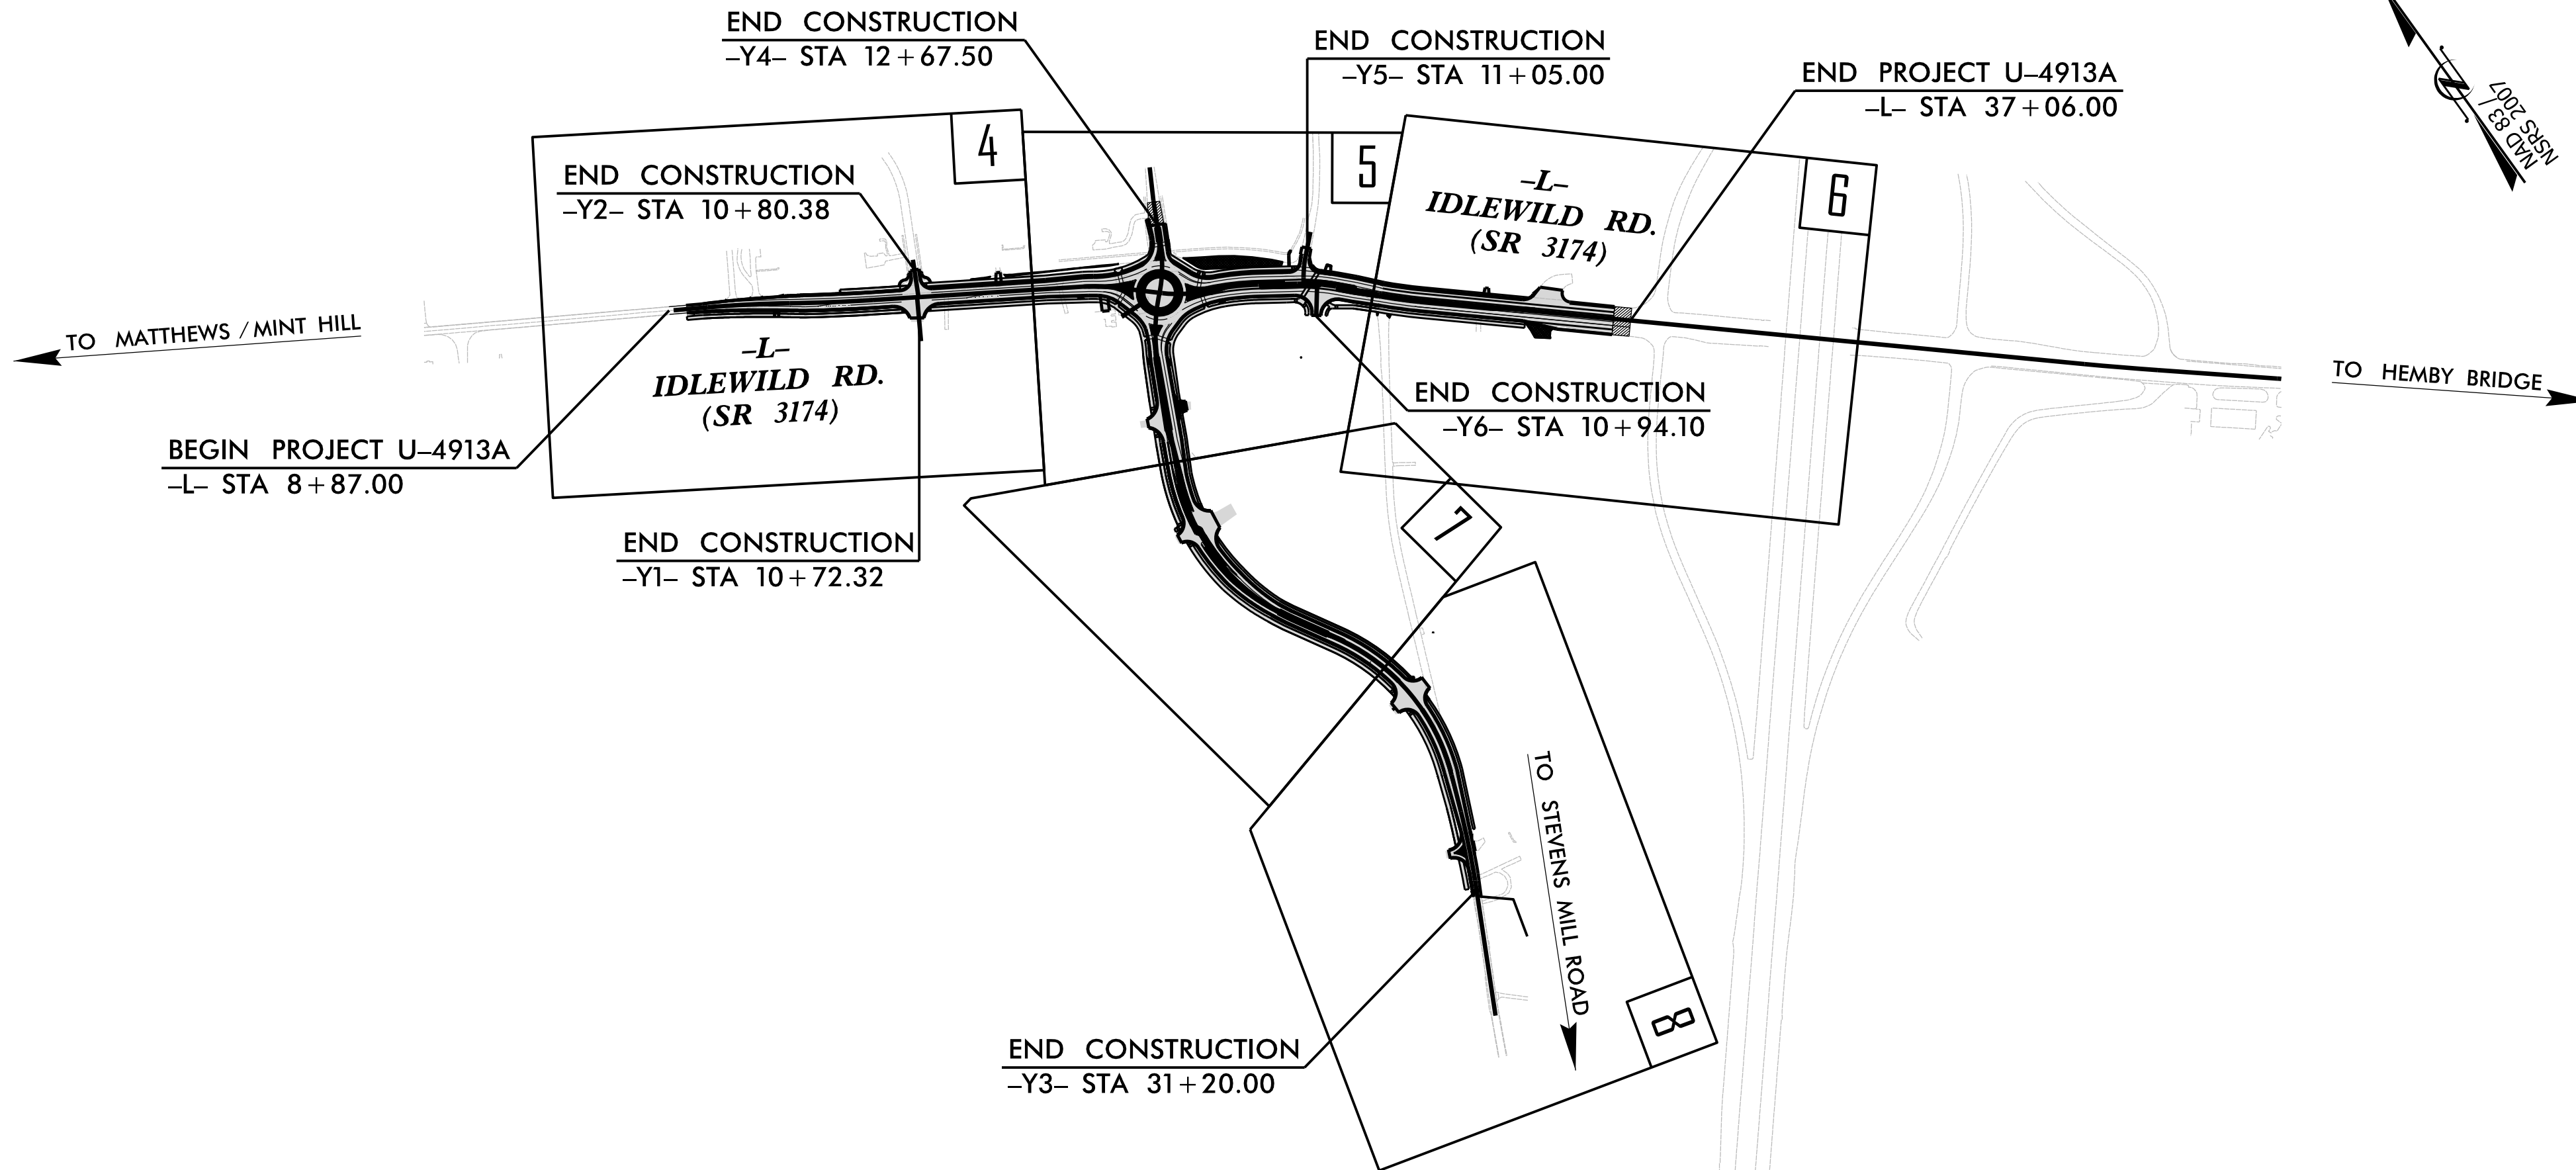 END CONSTRUCTION
–Y4– STA 12+67.50
END CONSTRUCTION
–Y5– STA 11+05.00
END PROJECT U–4913A
–L– STA 37+06.00
NAD 83/
NSRS 2007
4
5
6
END CONSTRUCTION
–Y2– STA 10+80.38
–L–
IDLEWILD RD.
(SR 3174)
TO MATTHEWS / MINT HILL
–L–
IDLEWILD RD.
(SR 3174)
TO HEMBY BRIDGE
END CONSTRUCTION
–Y6– STA 10+94.10
BEGIN PROJECT U–4913A
–L– STA 8+87.00
END CONSTRUCTION
–Y1– STA 10+72.32
7
TO STEVENS MILL ROAD
8
END CONSTRUCTION
–Y3– STA 31+20.00